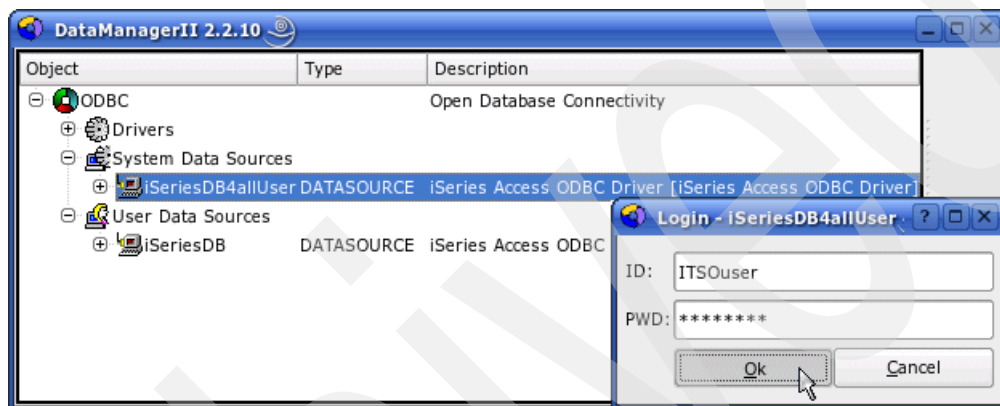 DataManagerII 2.2.10
Object Type Description
ODBC Open Database Connectivity
Drivers
System Data Sources
iSeriesDB4allUser DATASOURCE iSeries Access ODBC Driver [iSeries Access ODBC Driver]
User Data Sources
iSeriesDB DATASOURCE iSeries Access ODBC
Login - iSeriesDB4allUser
ID: ITSOuser
PWD: ********
Ok Cancel